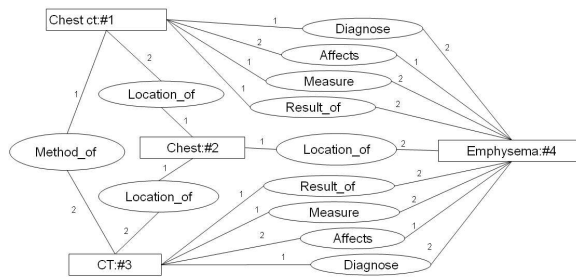 Chest ct:#1
1
Diagnose
2
2
Affects
1
1
Measure
2
1
Result_of
2
2
Location_of
1
1
Method_of
2
Chest:#2
1
Location_of
2
Emphysema:#4
1
Location_of
2
1
Result_of
2
1
Measure
2
2
Affects
1
1
Diagnose
2
CT:#3